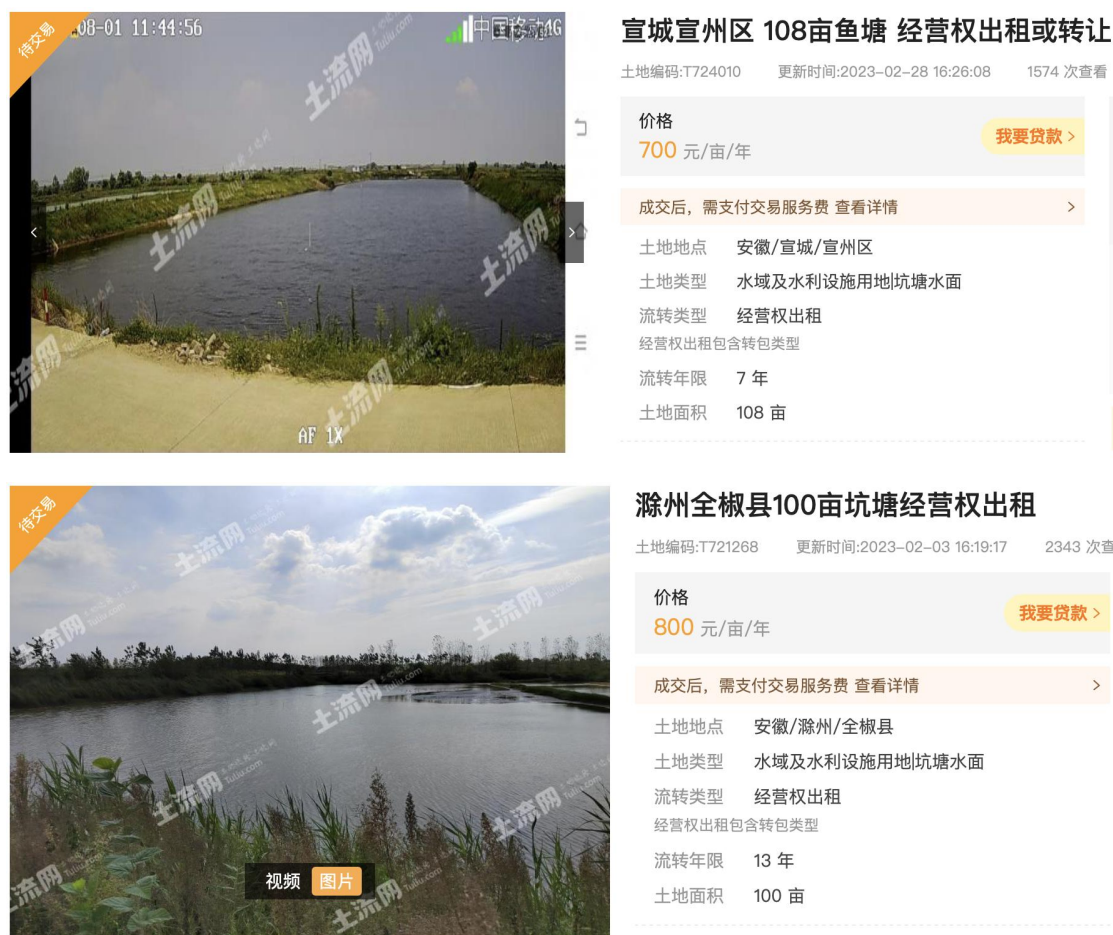 待交易
08-01 11:44:56
中国移动4G
土流网
Tuliu.com
AF 1X
宣城宣州区 108亩鱼塘 经营权出租或转让
土地编码:T724010 更新时间:2023-02-28 16:26:08 1574 次查看
价格
700 元/亩/年
我要贷款 >
成交后，需支付交易服务费 查看详情 >
土地地点 安徽/宣城/宣州区
土地类型 水域及水利设施用地|坑塘水面
流转类型 经营权出租
经营权出租包含转包类型
流转年限 7 年
土地面积 108 亩
待交易
土流网
Tuliu.com
视频 图片
滁州全椒县100亩坑塘经营权出租
土地编码:T721268 更新时间:2023-02-03 16:19:17 2343 次查
价格
800 元/亩/年
我要贷款 >
成交后，需支付交易服务费 查看详情 >
土地地点 安徽/滁州/全椒县
土地类型 水域及水利设施用地|坑塘水面
流转类型 经营权出租
经营权出租包含转包类型
流转年限 13 年
土地面积 100 亩